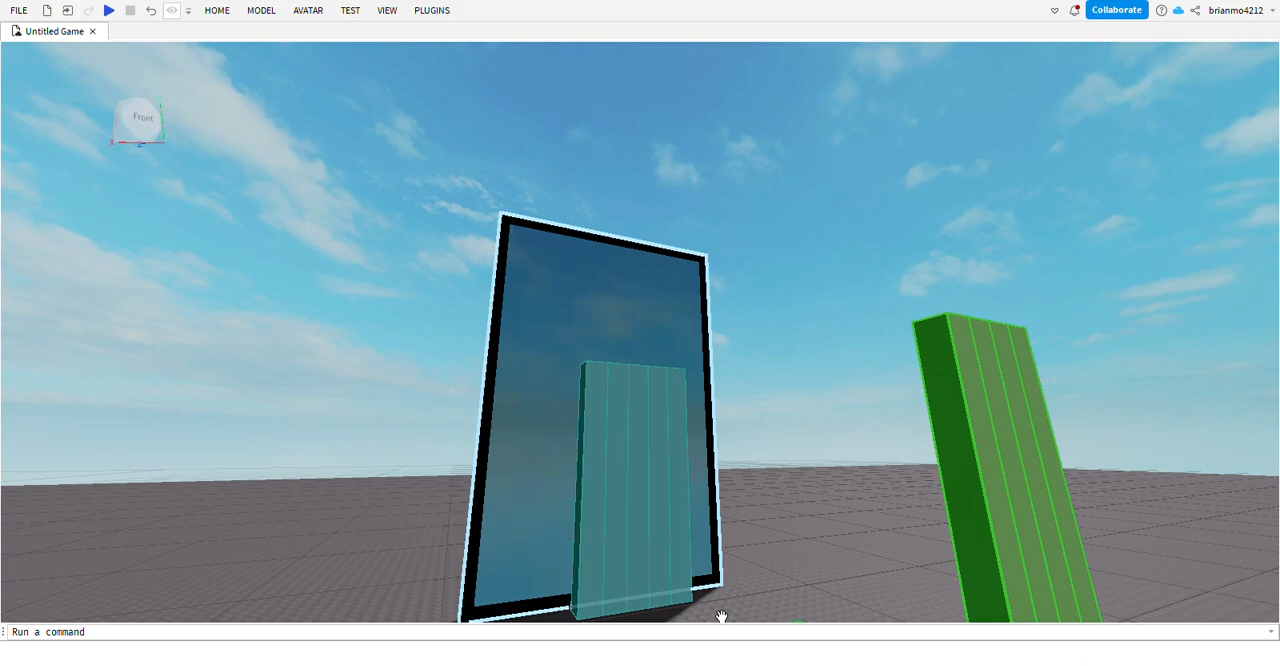 FILE HOME MODEL AVATAR TEST VIEW PLUGINS Collaborate brianmo4212
Untitled Game
Front
X Z
Run a command